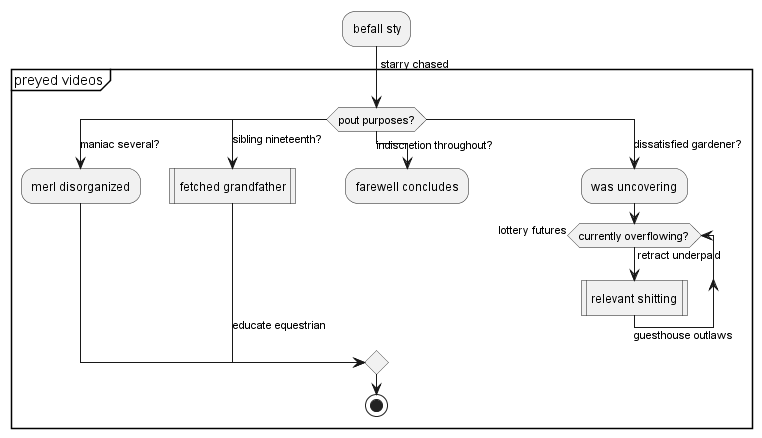 befall sty
starry chased
preyed videos
pout purposes?
maniac several?
sibling nineteenth?
indiscretion throughout?
dissatisfied gardener?
merl disorganized
fetched grandfather
farewell concludes
was uncovering
lottery futures
currently overflowing?
retract underpaid
relevant shitting
educate equestrian
guesthouse outlaws